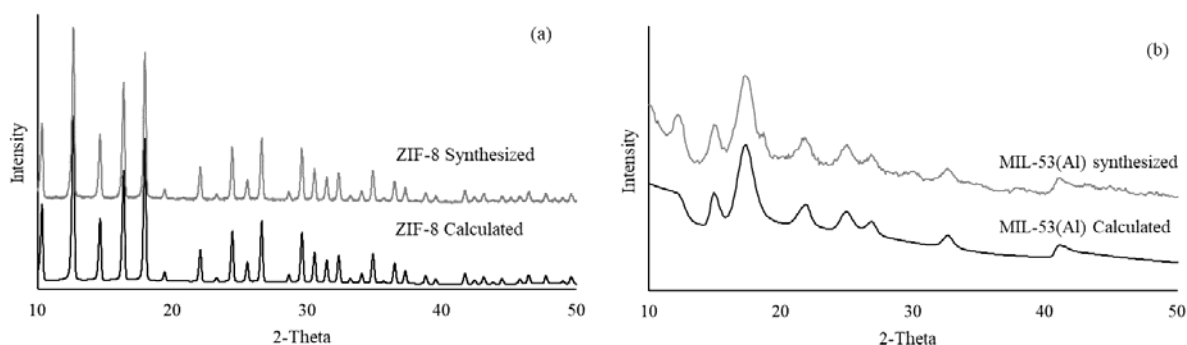 (a)
Intensity
ZIF-8 Synthesized
ZIF-8 Calculated
10 20 30 40 50
2-Theta
(b)
Intensity
MIL-53(Al) synthesized
MIL-53(Al) Calculated
10 20 30 40 50
2-Theta